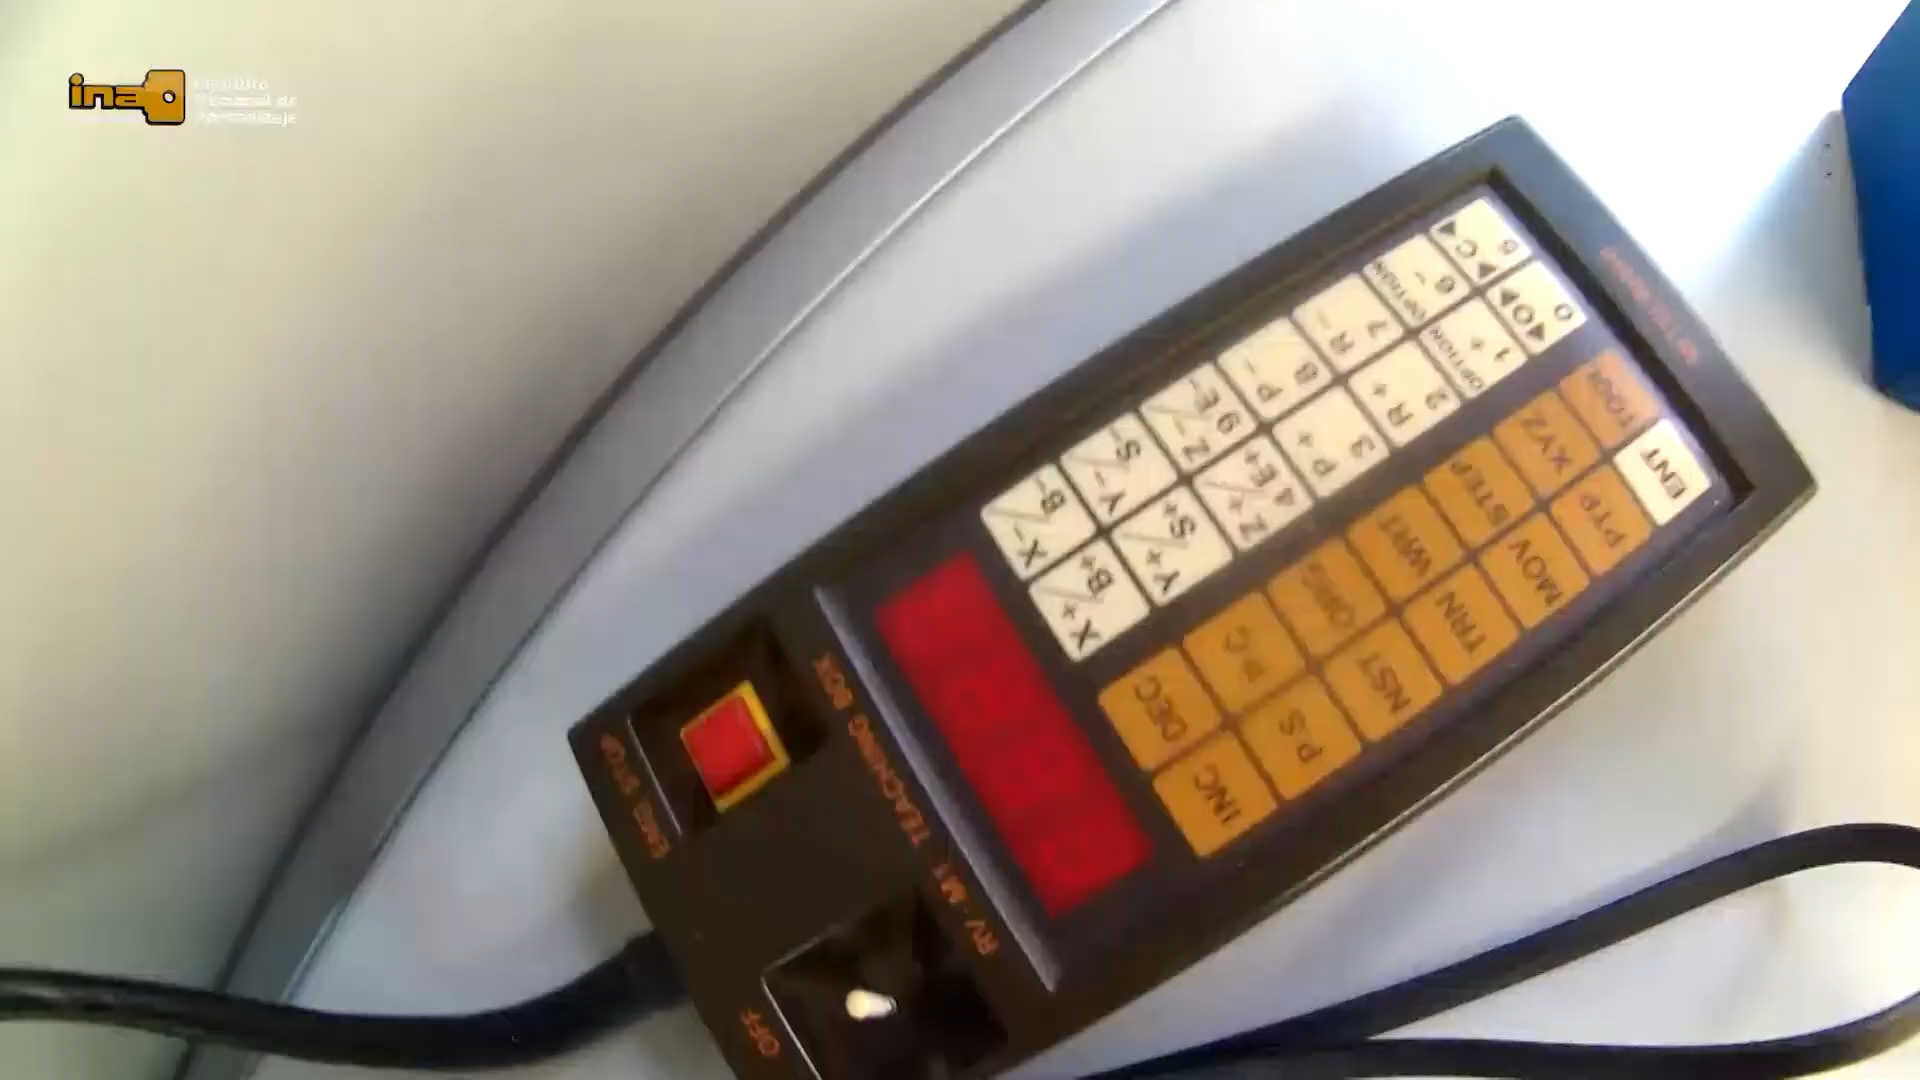 ina
OFF
EMG. STOP
RV-M1 TEACHING BOX
INC
DEC
X+ B+
X- B-
P.S
P.C
Y+ S+
Y- S-
NST
ORG
Z+ 4 E+
Z- 9 E-
TRN
WRT
P+ 3
P- 8
MOV
STEP
R+ 2
R- 7
PTP
XYZ
OPTION + 1
OPTION - 6
ENT
TOOL
▶O◀ 0
◀C▶ 5